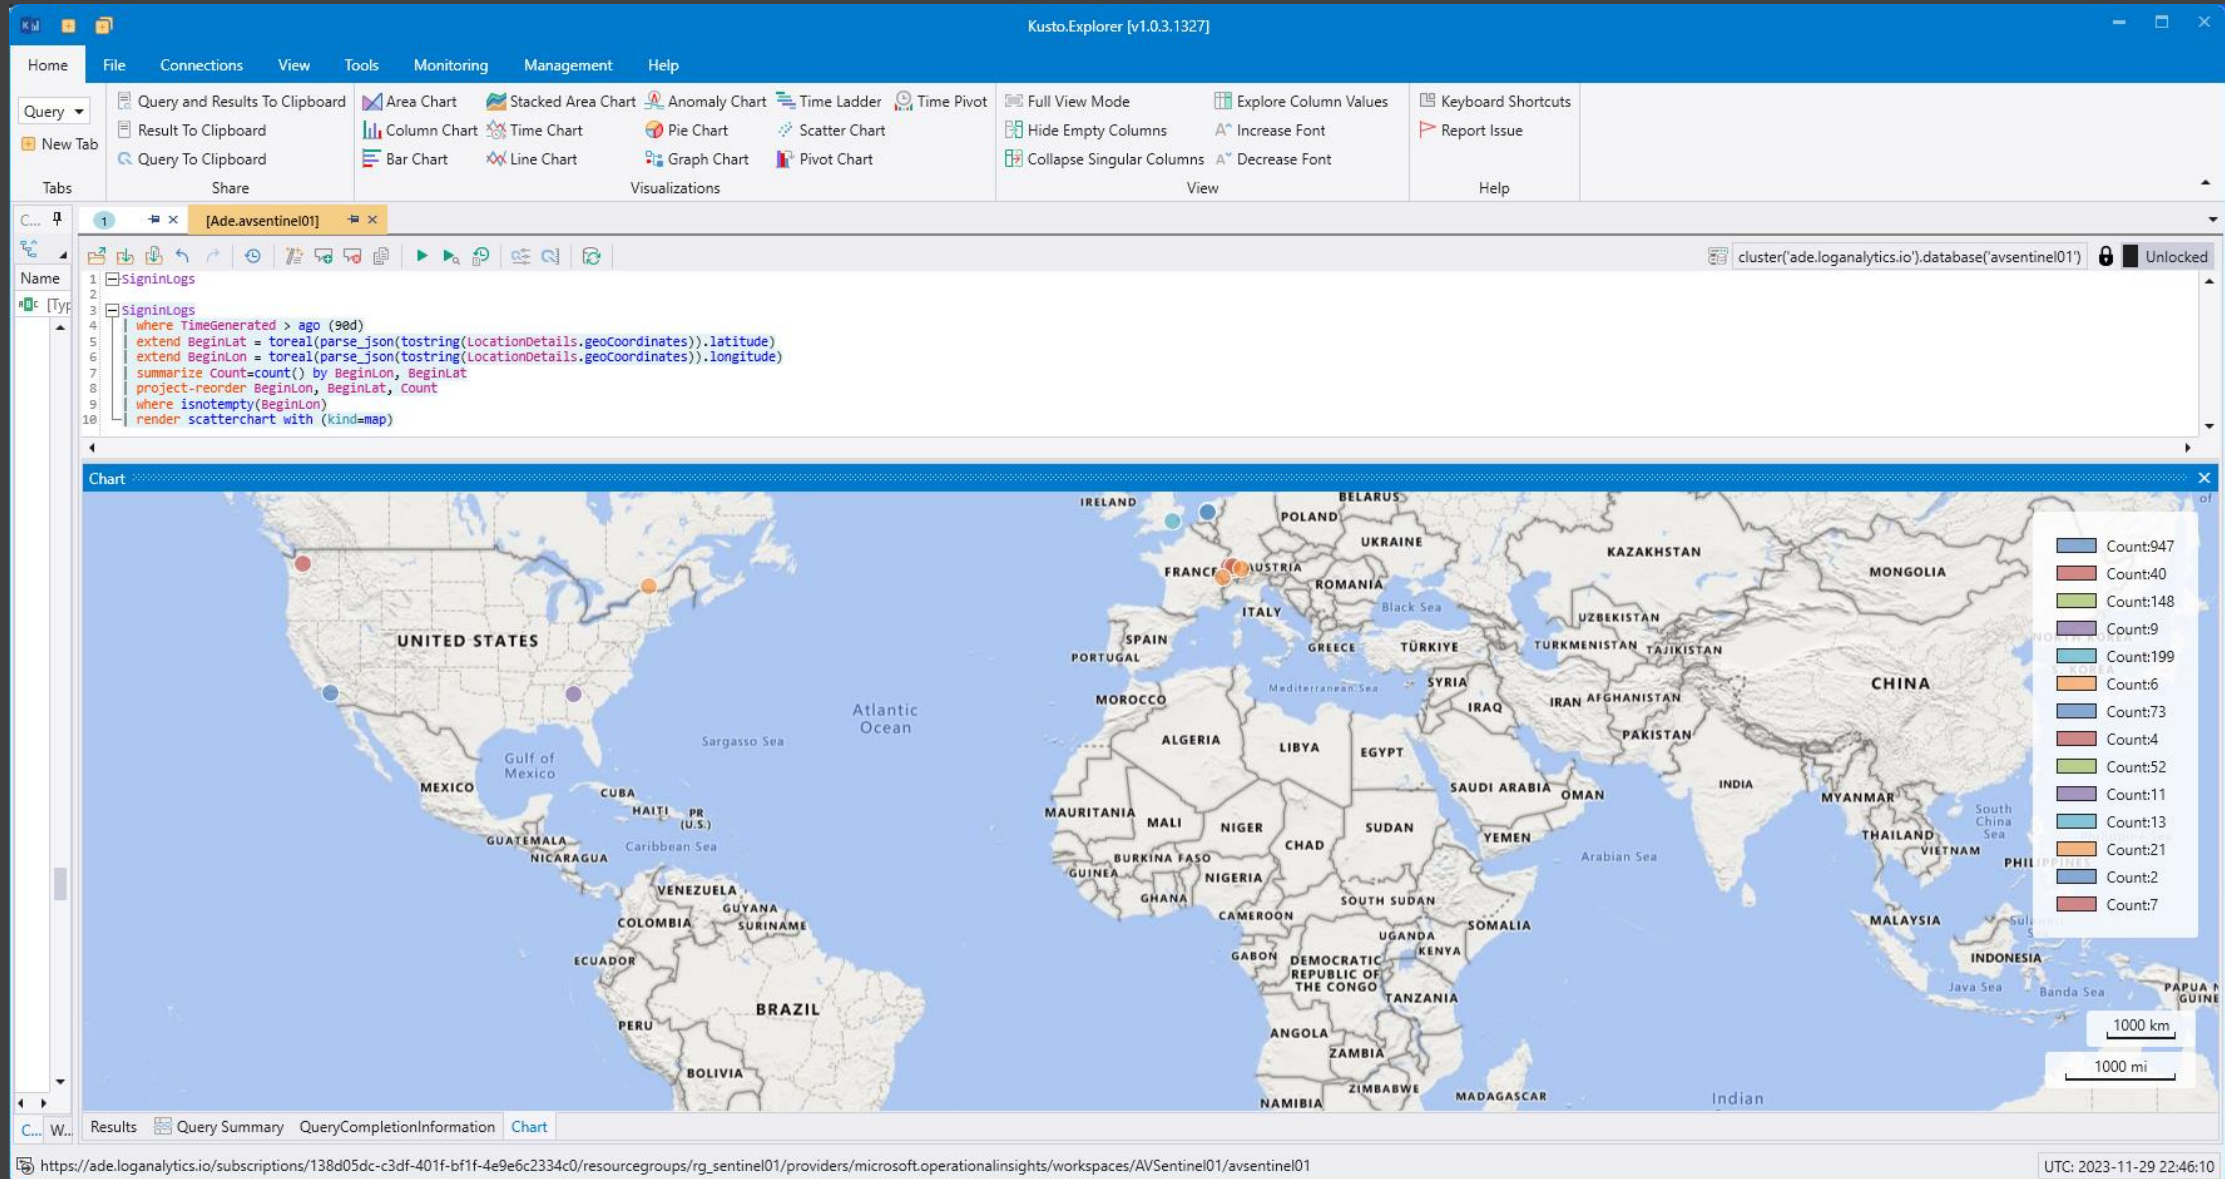 Kusto.Explorer [v1.0.3.1327]
Home File Connections View Tools Monitoring Management Help
Query
New Tab
Tabs
Query and Results To Clipboard
Result To Clipboard
Query To Clipboard
Share
Area Chart Stacked Area Chart Anomaly Chart Time Ladder Time Pivot
Column Chart Time Chart Pie Chart Scatter Chart
Bar Chart Line Chart Graph Chart Pivot Chart
Visualizations
Full View Mode Explore Column Values
Hide Empty Columns Increase Font
Collapse Singular Columns Decrease Font
View
Keyboard Shortcuts
Report Issue
Help
C... 1 [Ade.avsentinel01]
cluster('ade.loganalytics.io').database('avsentinel01') Unlocked
Name
[Typ
1 SigninLogs
2
3 SigninLogs
4 | where TimeGenerated > ago (90d)
5 | extend BeginLat = toreal(parse_json(tostring(LocationDetails.geoCoordinates)).latitude)
6 | extend BeginLon = toreal(parse_json(tostring(LocationDetails.geoCoordinates)).longitude)
7 | summarize Count=count() by BeginLon, BeginLat
8 | project-reorder BeginLon, BeginLat, Count
9 | where isnotempty(BeginLon)
10 | render scatterchart with (kind=map)
Chart
of
IRELAND
BELARUS
POLAND
UKRAINE
KAZAKHSTAN
MONGOLIA
FRANCE
AUSTRIA
ROMANIA
ITALY
Black Sea
UZBEKISTAN
UNITED STATES
SPAIN
PORTUGAL
GREECE
TÜRKIYE
TURKMENISTAN
TAJIKISTAN
NORTH KOREA
S. KOREA
Mediterranean Sea
SYRIA
CHINA
MOROCCO
IRAQ
IRAN
AFGHANISTAN
Atlantic
Ocean
Sargasso Sea
ALGERIA
LIBYA
EGYPT
PAKISTAN
Gulf of
Mexico
MEXICO
CUBA
HAITI
PR
(U.S.)
SAUDI ARABIA
OMAN
INDIA
MYANMAR
MAURITANIA
MALI
NIGER
CHAD
SUDAN
YEMEN
South
China
Sea
THAILAND
VIETNAM
PHILIPPINES
GUATEMALA
NICARAGUA
Caribbean Sea
BURKINA FASO
GUINEA
NIGERIA
Arabian Sea
VENEZUELA
GUYANA
SURINAME
COLOMBIA
GHANA
CAMEROON
SOUTH SUDAN
SOMALIA
MALAYSIA
ECUADOR
GABON
UGANDA
KENYA
DEMOCRATIC
REPUBLIC OF
THE CONGO
INDONESIA
TANZANIA
Java Sea
Banda Sea
PAPUA N
GUINE
BRAZIL
PERU
ANGOLA
ZAMBIA
BOLIVIA
ZIMBABWE
MADAGASCAR
NAMIBIA
Indian
Count:947
Count:40
Count:148
Count:9
Count:199
Count:6
Count:73
Count:4
Count:52
Count:11
Count:13
Count:21
Count:2
Count:7
1000 km
1000 mi
C... W... Results Query Summary QueryCompletionInformation Chart
https://ade.loganalytics.io/subscriptions/138d05dc-c3df-401f-bf1f-4e9e6c2334c0/resourcegroups/rg_sentinel01/providers/microsoft.operationalinsights/workspaces/AVSentinel01/avsentinel01
UTC: 2023-11-29 22:46:10